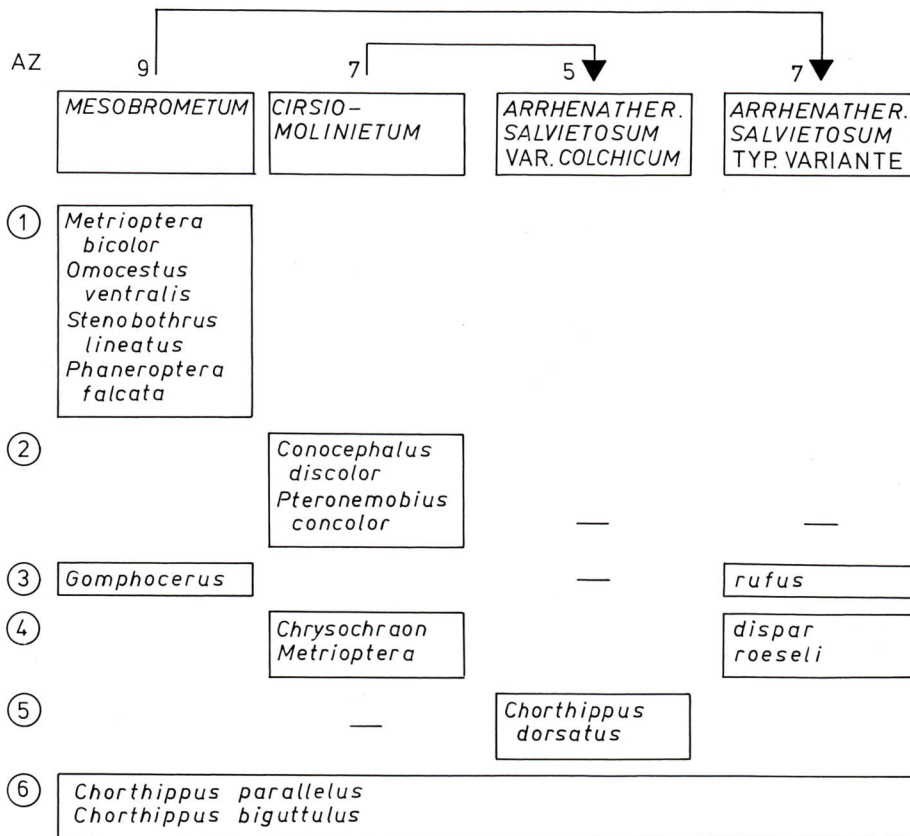 AZ 9 7 5 7
MESOBROMETUM CIRSIO- ARRHENATHER. ARRHENATHER.
MOLINIETUM SALVIETOSUM SALVIETOSUM
VAR. COLCHICUM TYP. VARIANTE
1 Metrioptera
bicolor
Omocestus
ventralis
Stenobothrus
lineatus
Phaneroptera
falcata
2 Conocephalus
discolor
Pteronemobius
concolor — —
3 Gomphocerus — rufus
4 Chrysochraon dispar
Metrioptera roeseli
5 — Chorthippus
dorsatus
6 Chorthippus parallelus
Chorthippus biguttulus